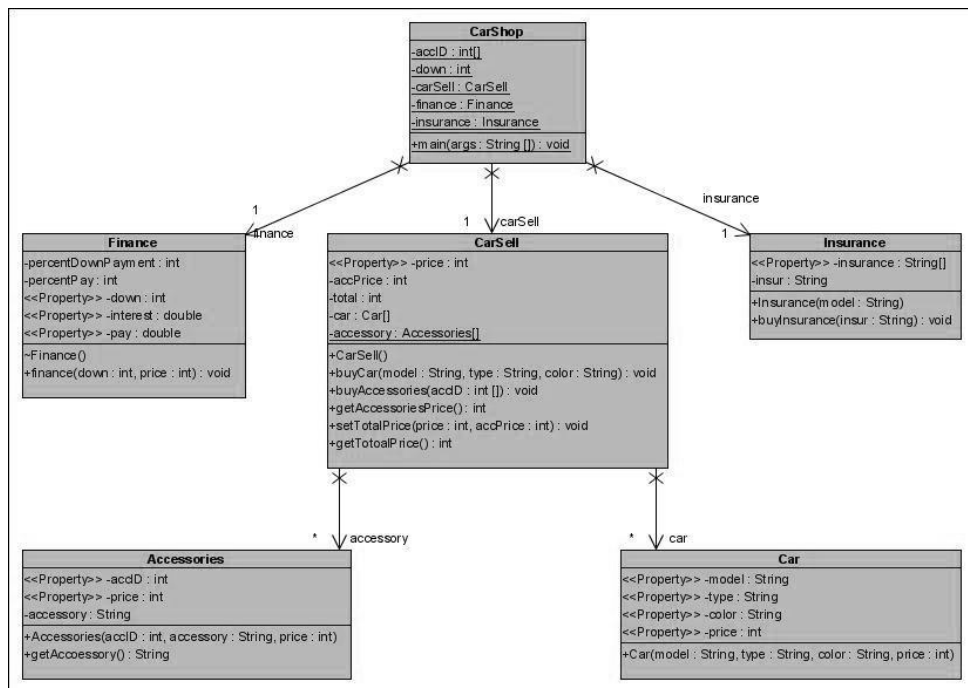 CarShop
-accID : int[]
-down : int
-carSell : CarSell
-finance : Finance
-insurance : Insurance
+main(args : String []) : void
1
finance
1
carSell
insurance
1
Finance
-percentDownPayment : int
-percentPay : int
<<Property>> -down : int
<<Property>> -interest : double
<<Property>> -pay : double
~Finance()
+finance(down : int, price : int) : void
CarSell
<<Property>> -price : int
-accPrice : int
-total : int
-car : Car[]
-accessory : Accessories[]
+CarSell()
+buyCar(model : String, type : String, color : String) : void
+buyAccessories(accID : int []) : void
+getAccessoriesPrice() : int
+setTotalPrice(price : int, accPrice : int) : void
+getTotoalPrice() : int
Insurance
<<Property>> -insurance : String[]
-insur : String
+Insurance(model : String)
+buyInsurance(insur : String) : void
*
accessory
*
car
Accessories
<<Property>> -accID : int
<<Property>> -price : int
-accessory : String
+Accessories(accID : int, accessory : String, price : int)
+getAccoessory() : String
Car
<<Property>> -model : String
<<Property>> -type : String
<<Property>> -color : String
<<Property>> -price : int
+Car(model : String, type : String, color : String, price : int)